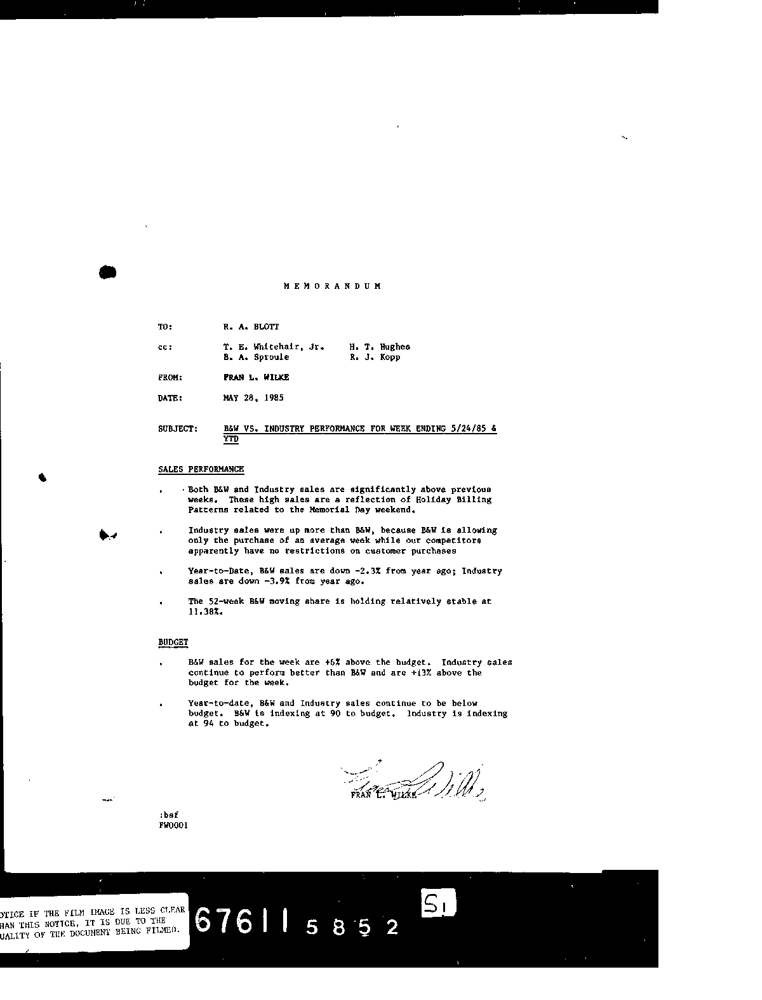 MEMORANDUM
TO: R. A. BLOTT
cc: T. E. Whitehair, Jr. H. T. Hughes
B. A. Sproule R. J. Kopp
FROM: FRAN L. WILKE
DATE: MAY 28, 1985
SUBJECT: B&W VS. INDUSTRY PERFORMANCE FOR WEEK ENDING 5/24/85 &
YTD
SALES PERFORMANCE
. Both B&W and Industry sales are significantly above previous
weeks. These high sales are a reflection of Holiday Billing
Patterns related to the Memorial Day weekend.
. Industry sales were up more than B&W, because B&W is allowing
only the purchase of an average week while our competitors
apparently have no restrictions on customer purchases
. Year-to-Date, B&W sales are down -2.3% from year ago; Industry
sales are down -3.9% from year ago.
. The 52-week B&W moving share is holding relatively stable at
11.38%.
BUDGET
. B&W sales for the week are +6% above the budget. Industry sales
continue to perform better than B&W and are +13% above the
budget for the week.
. Year-to-date, B&W and Industry sales continue to be below
budget. B&W is indexing at 90 to budget. Industry is indexing
at 94 to budget.
Fran L. Wilke
FRAN L. WILKE
:bsf
FW0001
OTICE IF THE FILM IMAGE IS LESS CLEAR
HAN THIS NOTICE, IT IS DUE TO THE
UALITY OF THE DOCUMENT BEING FILMED.
676115852
51